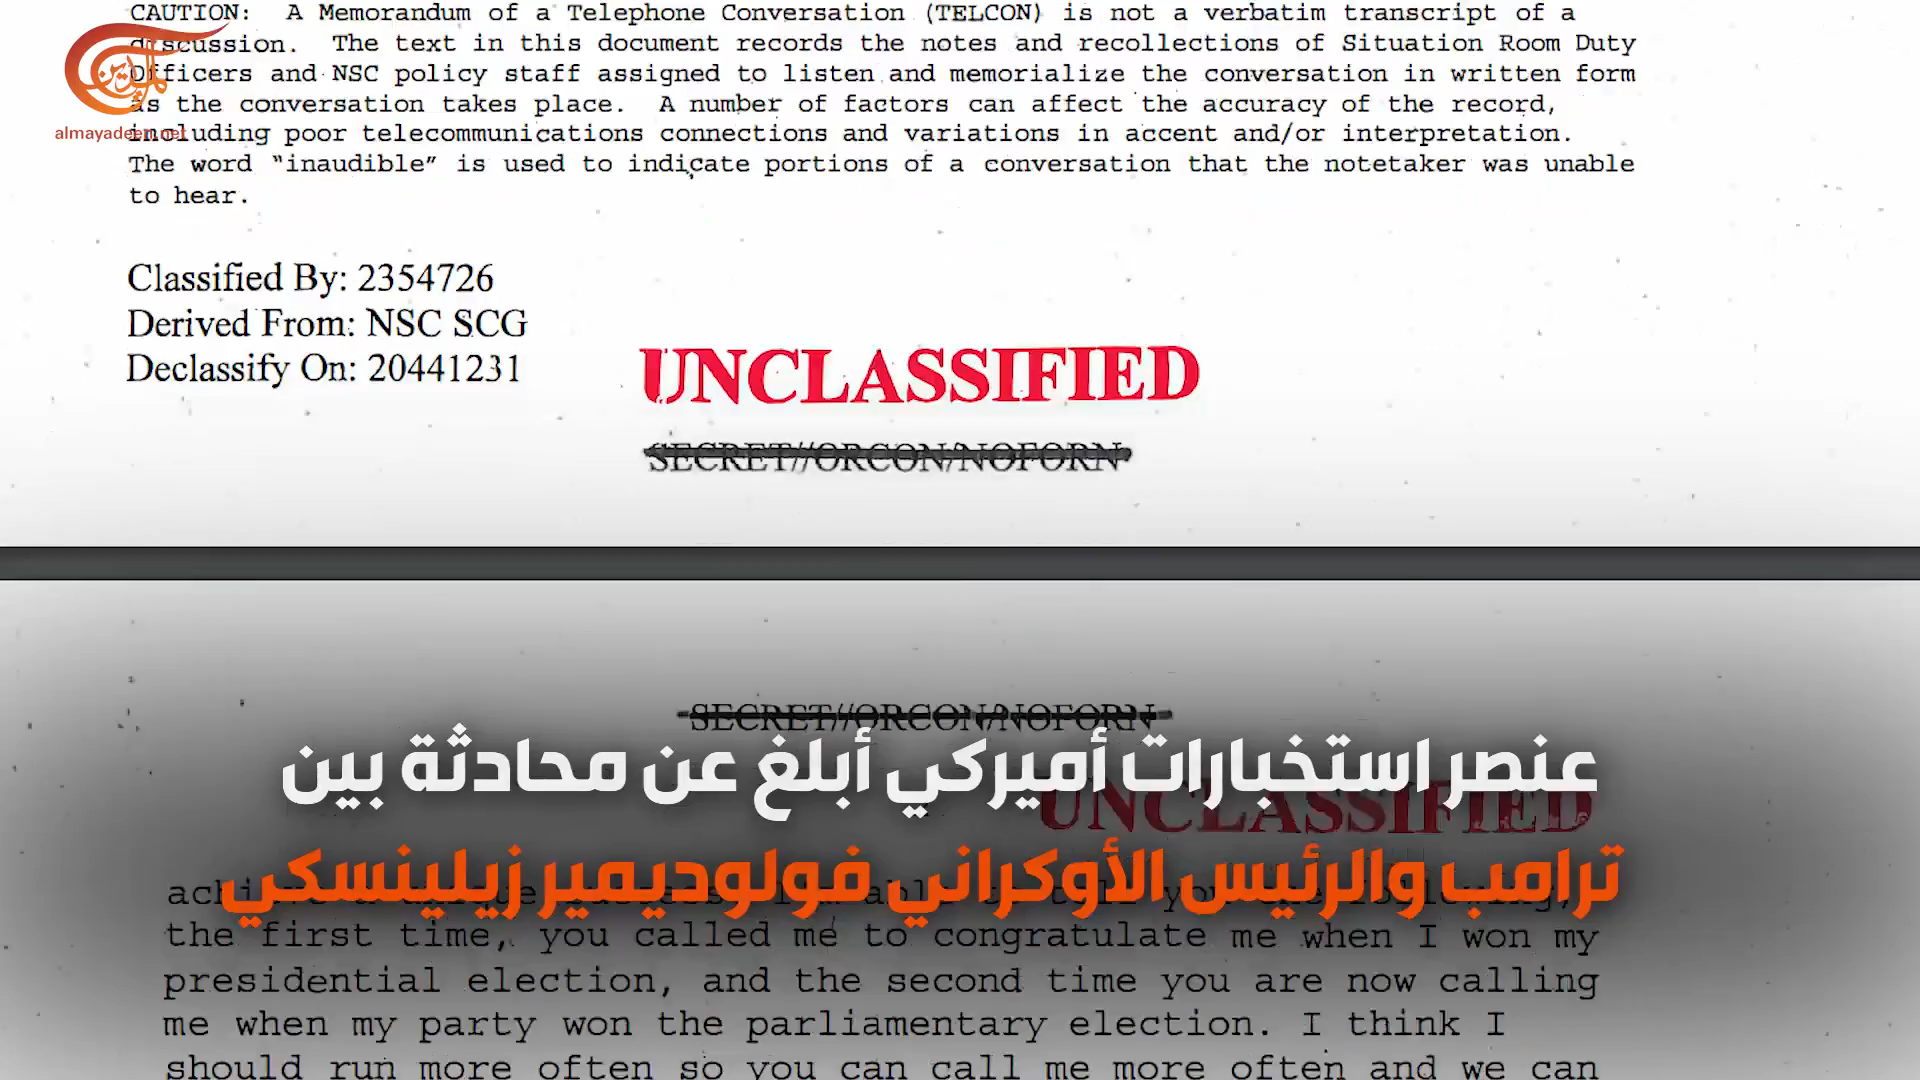 CAUTION: A Memorandum of a Telephone Conversation (TELCON) is not a verbatim transcript of a
discussion. The text in this document records the notes and recollections of Situation Room Duty
Officers and NSC policy staff assigned to listen and memorialize the conversation in written form
as the conversation takes place. A number of factors can affect the accuracy of the record,
including poor telecommunications connections and variations in accent and/or interpretation.
The word "inaudible" is used to indicate portions of a conversation that the notetaker was unable
to hear.
الميادين
almayadeen.net
Classified By: 2354726
Derived From: NSC SCG
Declassify On: 20441231
UNCLASSIFIED
SECRET//ORCON/NOFORN
SECRET//ORCON/NOFORN
عنصر استخبارات أميركي أبلغ عن محادثة بين
UNCLASSIFIED
ترامب والرئيس الأوكراني فولوديمير زيلينسكي
the first time, you called me to congratulate me when I won my
presidential election, and the second time you are now calling
me when my party won the parliamentary election. I think I
should run more often so you can call me more often and we can